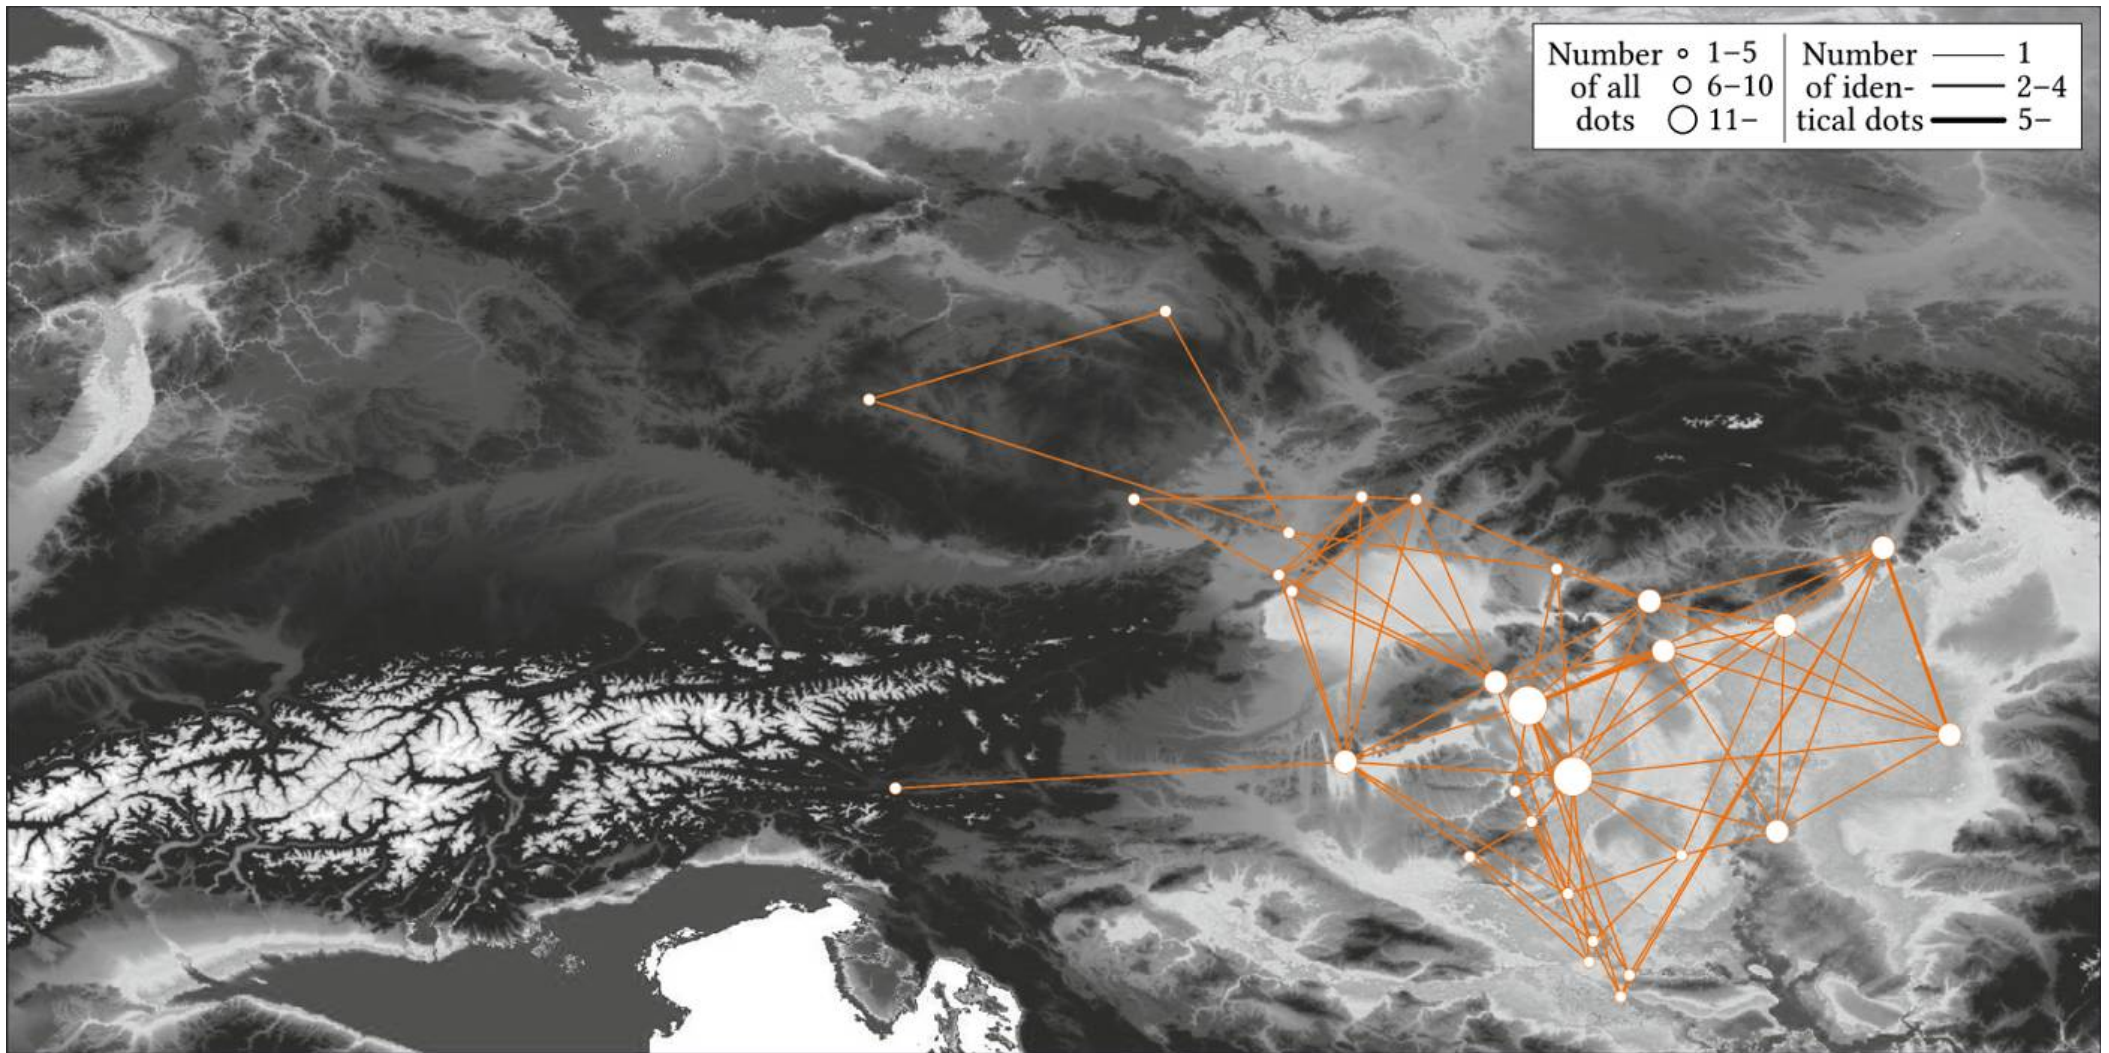 Number 1–5
of all 6–10
dots 11–
Number 1
of iden- 2–4
tical dots 5–